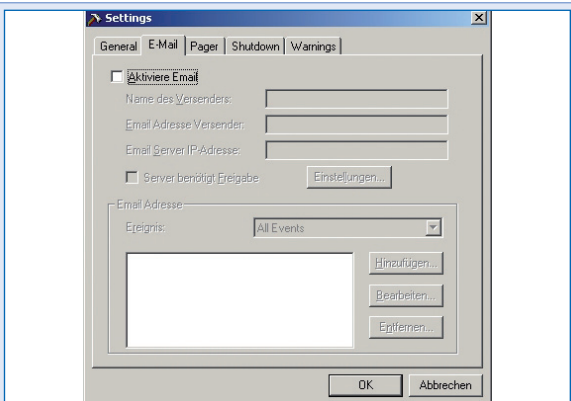 Settings
General E-Mail Pager Shutdown Warnings
Aktiviere Email
Name des Versenders:
Email Adresse Versender:
Email Server IP-Adresse:
Server benötigt Freigabe Einstellungen...
Email Adresse
Ereignis: All Events
Hinzufügen...
Bearbeiten...
Entfernen...
OK Abbrechen